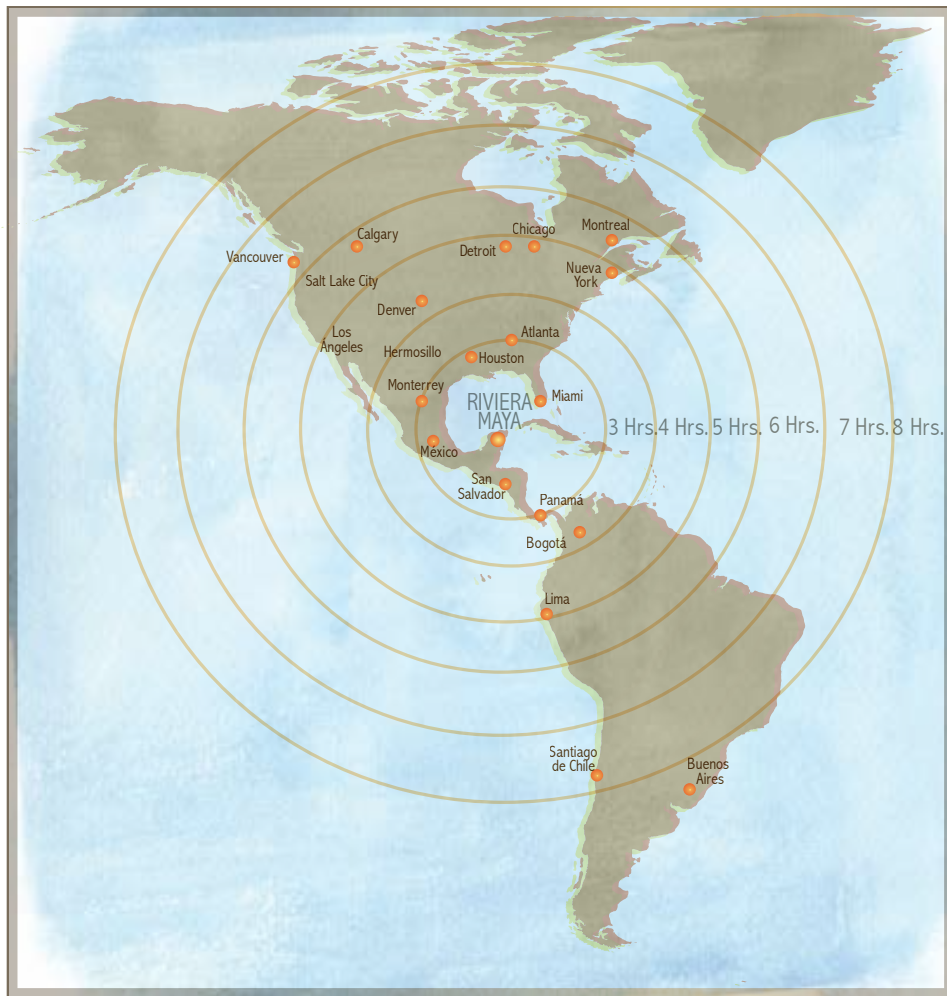 Chicago
Montreal
Calgary
Detroit
Vancouver
Nueva
York
Salt Lake City
Denver
Los
Ángeles
Atlanta
Hermosillo
Houston
Monterrey
Miami
RIVIERA
MAYA
3 Hrs. 4 Hrs. 5 Hrs. 6 Hrs. 7 Hrs. 8 Hrs.
México
San
Salvador
Panamá
Bogotá
Lima
Santiago
de Chile
Buenos
Aires